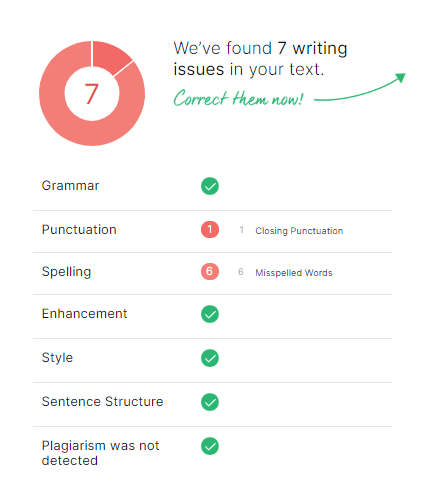 7
We've found 7 writing
issues in your text.
Correct them now!
Grammar
Punctuation 1 1 Closing Punctuation
Spelling 6 6 Misspelled Words
Enhancement
Style
Sentence Structure
Plagiarism was not
detected